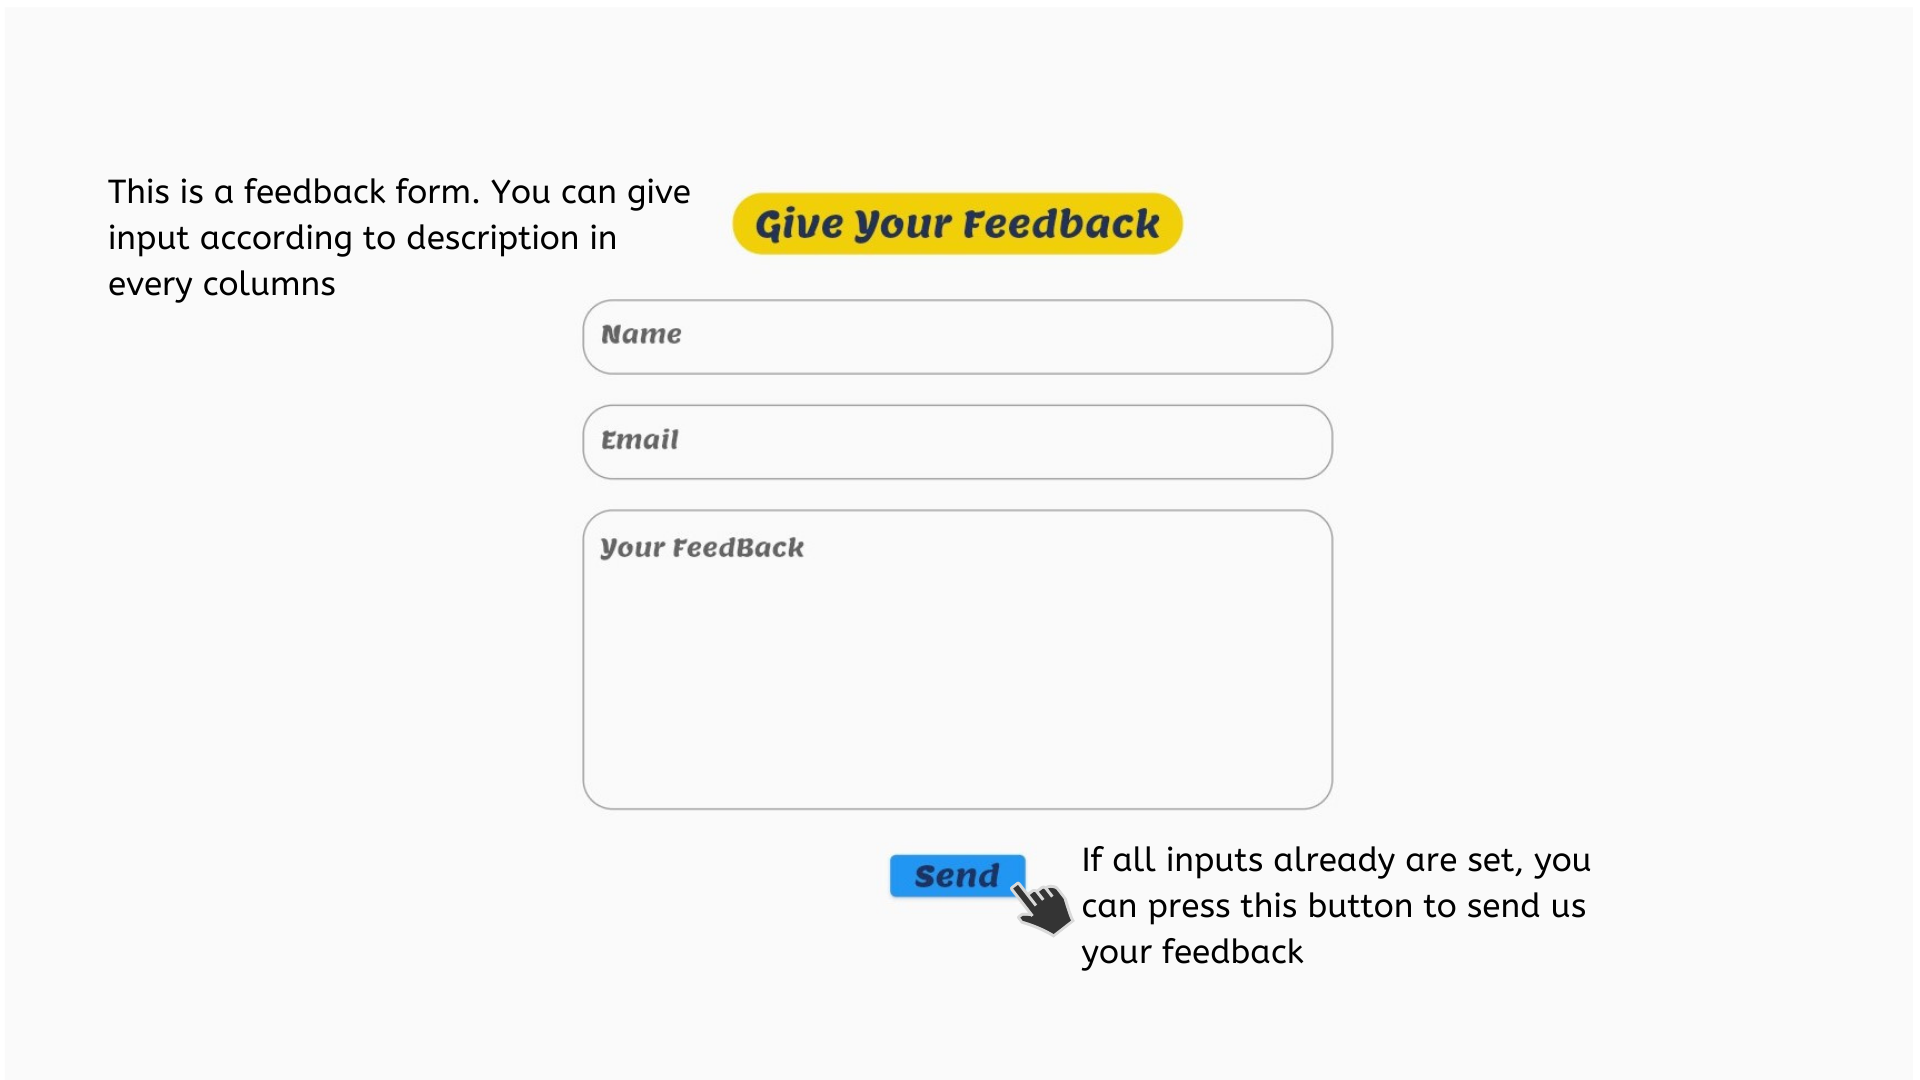 This is a feedback form. You can give
input according to description in
every columns
Give Your Feedback
Name
Email
Your FeedBack
Send
If all inputs already are set, you
can press this button to send us
your feedback